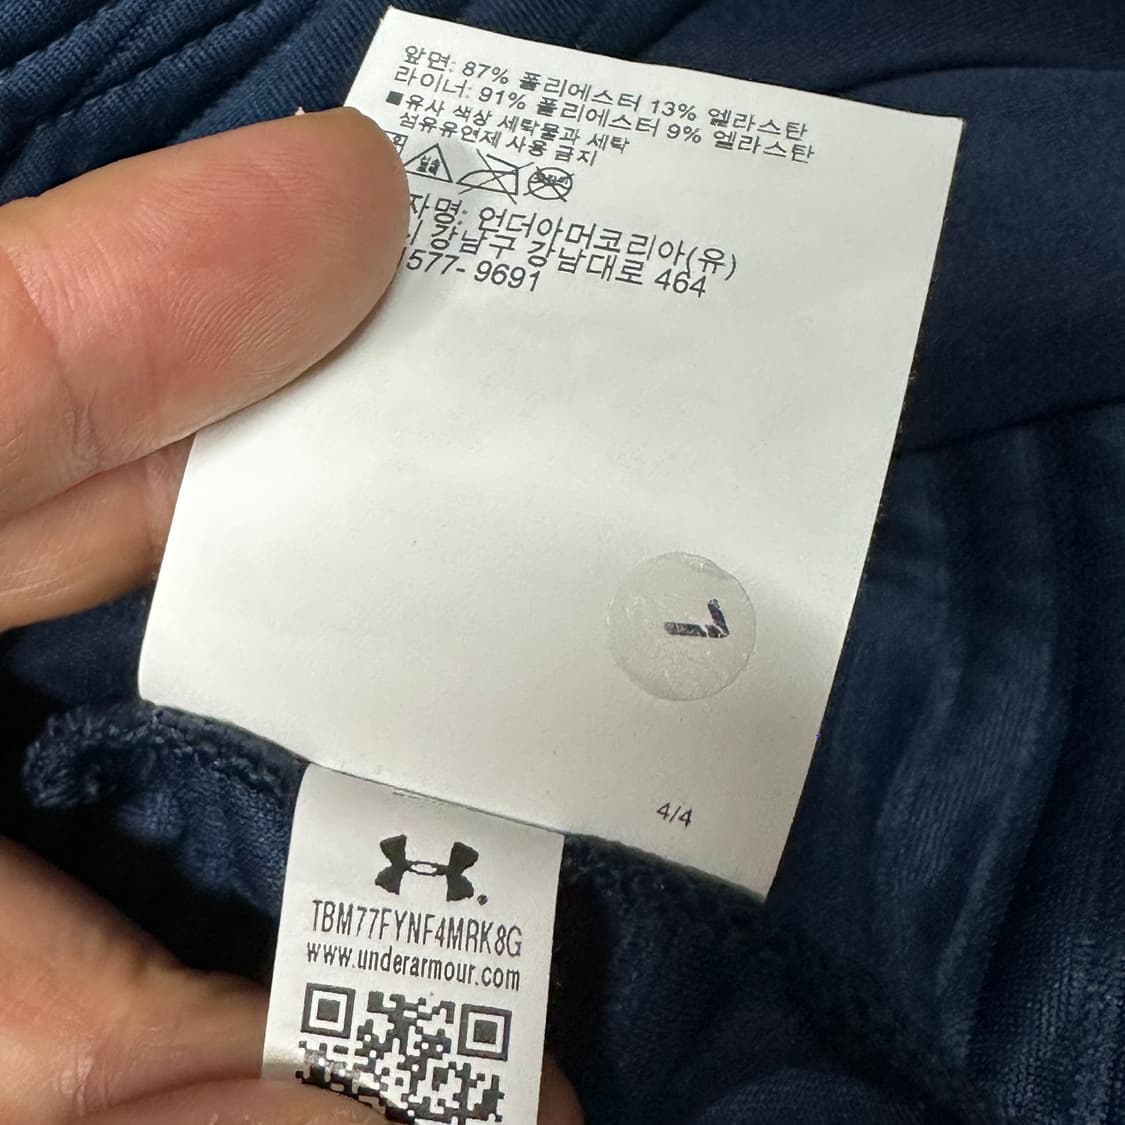 앞면: 87% 폴리에스터 13% 엘라스탄
라이너: 91% 폴리에스터 9% 엘라스탄
■유사 색상 세탁물과 세탁
섬유유연제 사용 금지
자명: 언더아머코리아(유)
시 강남구 강남대로 464
1577- 9691
4/4
TBM77FYNF4MRK8G
www.underarmour.com